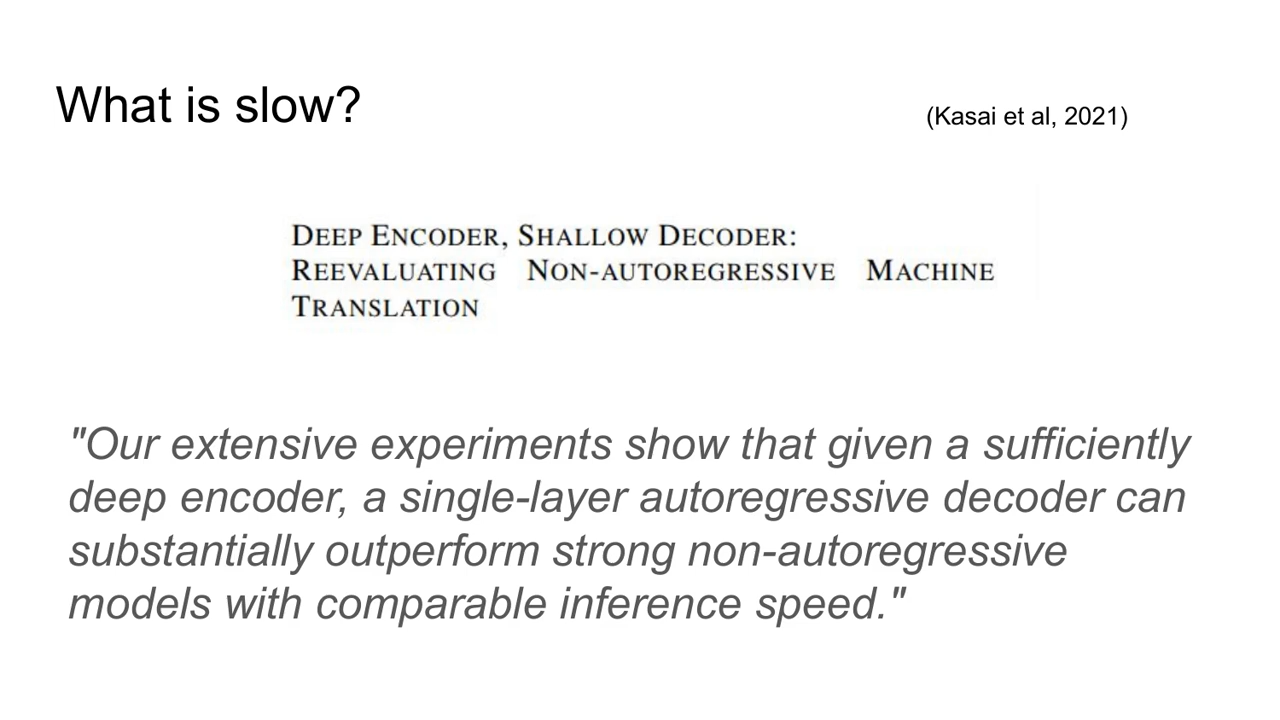 What is slow?
(Kasai et al, 2021)
DEEP ENCODER, SHALLOW DECODER:
REEVALUATING NON-AUTOREGRESSIVE MACHINE
TRANSLATION
"Our extensive experiments show that given a sufficiently
deep encoder, a single-layer autoregressive decoder can
substantially outperform strong non-autoregressive
models with comparable inference speed."